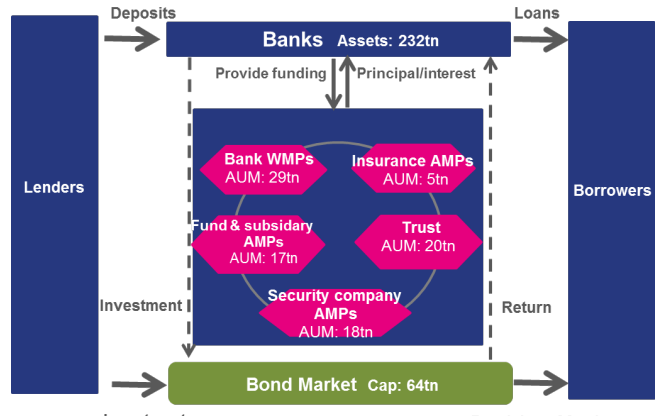 Deposits
Loans
Banks Assets: 232tn
Provide funding
Principal/interest
Lenders
Borrowers
Bank WMPs
AUM: 29tn
Insurance AMPs
AUM: 5tn
Fund & subsidary
AMPs
AUM: 17tn
Trust
AUM: 20tn
Security company
AMPs
AUM: 18tn
Investment
Return
Bond Market Cap: 64tn